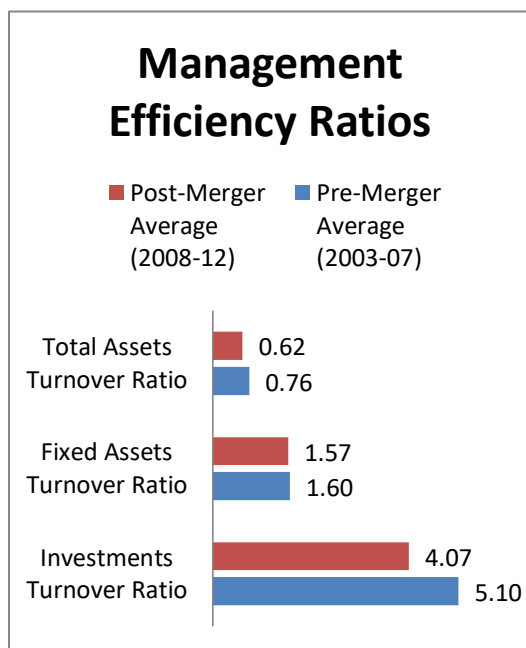 Management
Efficiency Ratios
Post-Merger
Average
(2008-12)
Pre-Merger
Average
(2003-07)
Total Assets
Turnover Ratio
0.62
0.76
Fixed Assets
Turnover Ratio
1.57
1.60
Investments
Turnover Ratio
4.07
5.10